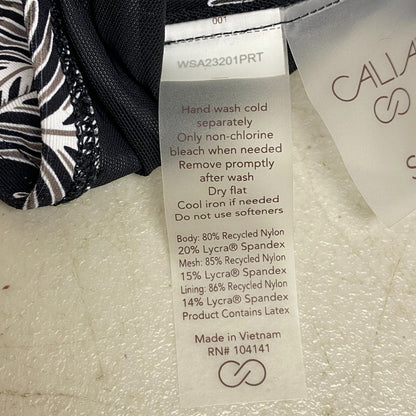 001
WSA23201PRT
Hand wash cold
separately
Only non-chlorine
bleach when needed
Remove promptly
after wash
Dry flat
Cool iron if needed
Do not use softeners
Body: 80% Recycled Nylon
20% Lycra® Spandex
Mesh: 85% Recycled Nylon
15% Lycra® Spandex
Lining: 86% Recycled Nylon
14% Lycra® Spandex
Product Contains Latex
Made in Vietnam
RN# 104141
CALIA
S